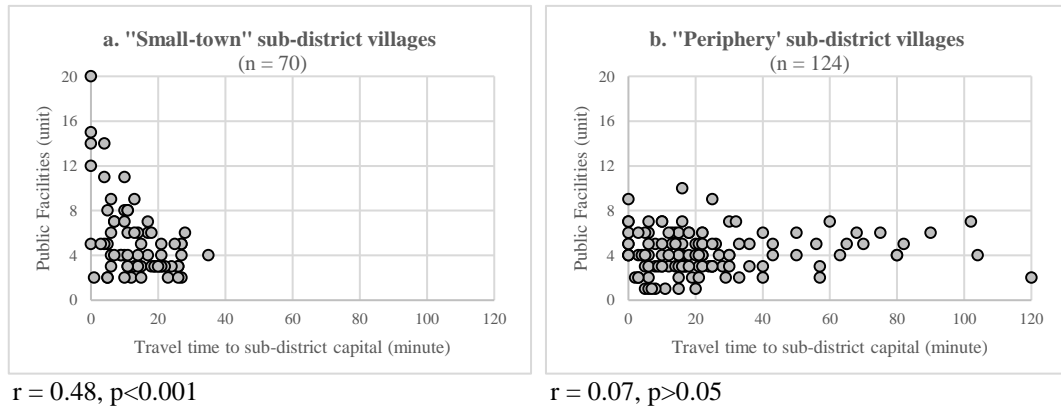 a. "Small-town" sub-district villages
(n = 70)
20
16
12
8
4
0
Public Facilities (unit)
0 20 40 60 80 100 120
Travel time to sub-district capital (minute)
r = 0.48, p<0.001
b. "Periphery' sub-district villages
(n = 124)
20
16
12
8
4
0
Public Facilities (unit)
0 20 40 60 80 100 120
Travel time to sub-district capital (minute)
r = 0.07, p>0.05